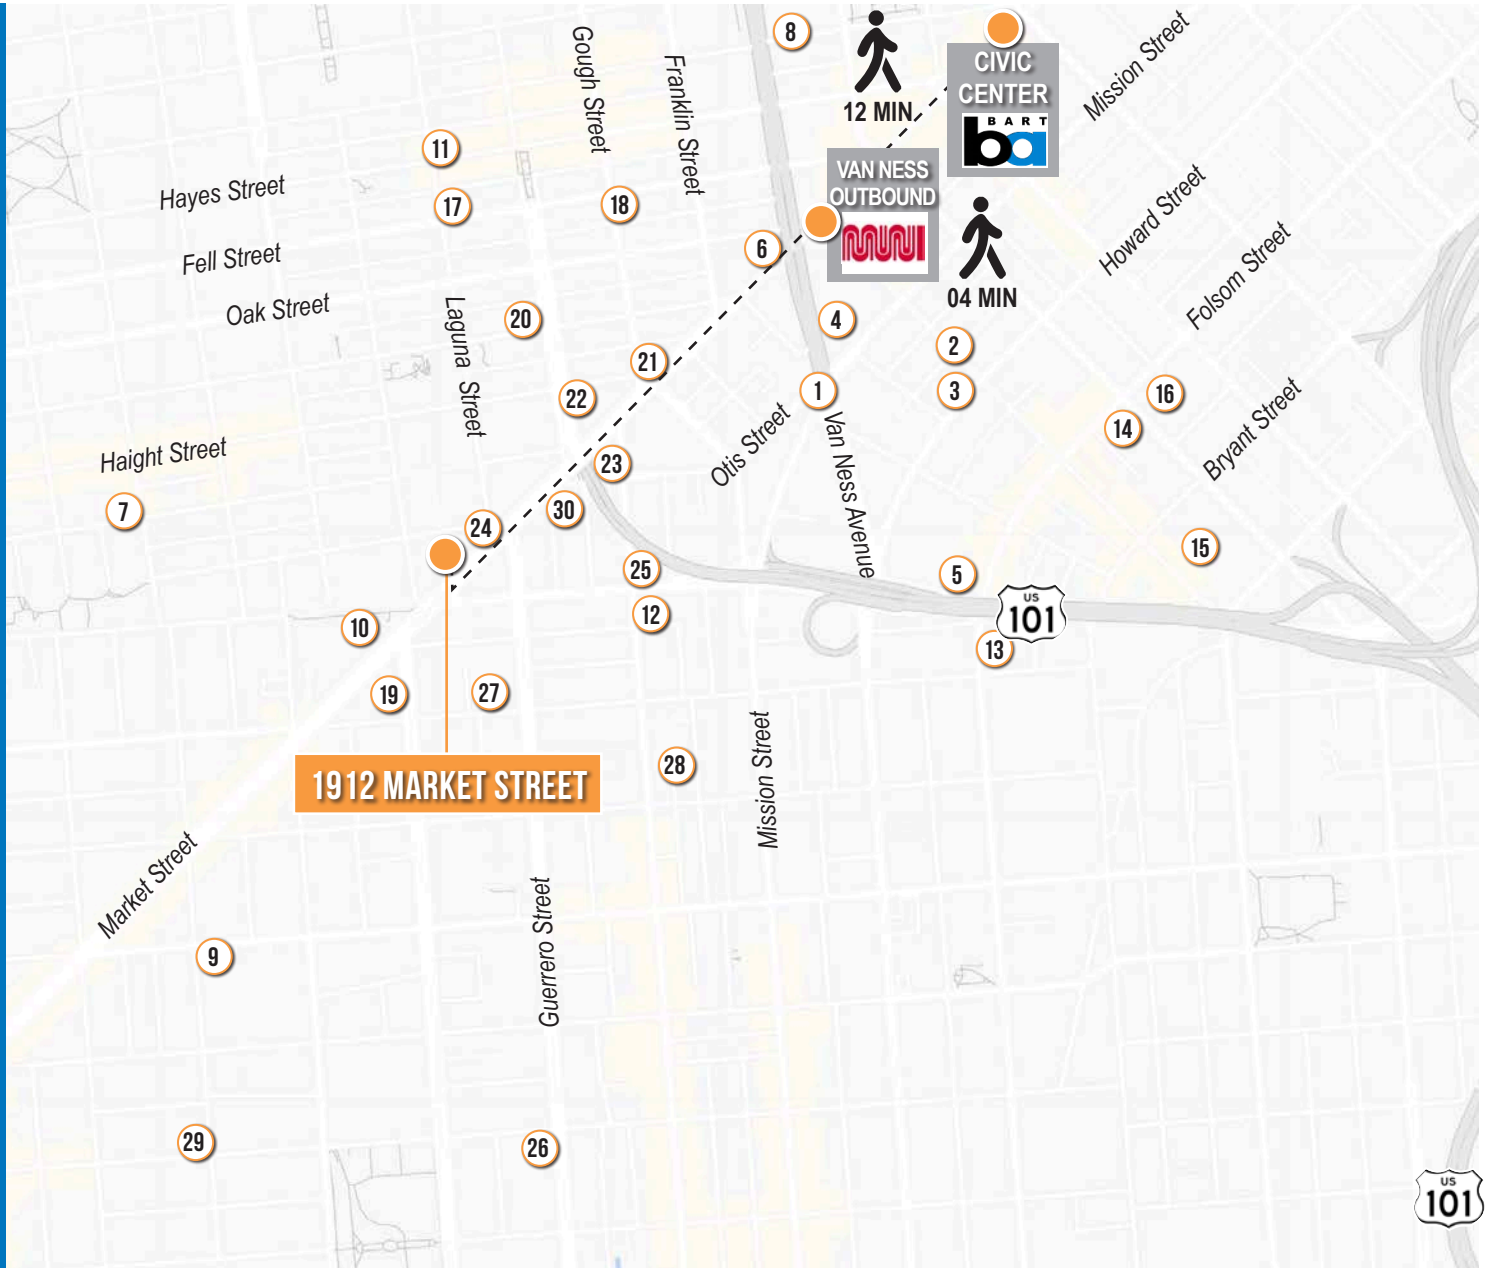 8
Gough Street
Franklin Street
12 MIN
CIVIC
CENTER
BART
ba
Mission Street
11
Hayes Street
17
18
VAN NESS
OUTBOUND
MUNI
6
04 MIN
Howard Street
Folsom Street
Fell Street
Oak Street
Laguna Street
20
4
2
21
22
1
3
16
14
Otis Street
Van Ness Avenue
Bryant Street
Haight Street
23
7
30
24
15
25
5
12
US
101
10
13
19
27
28
1912 MARKET STREET
Mission Street
Market Street
Guerrero Street
9
29
26
US
101